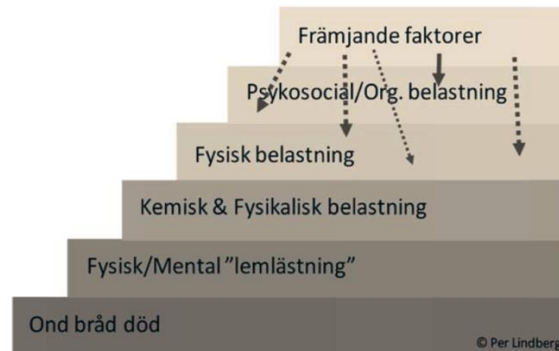 Främjande faktorer
Psykosocial/Org. belastning
Fysisk belastning
Kemisk & Fysikalisk belastning
Fysisk/Mental ”lemlästning”
Ond bråd död
© Per Lindberg